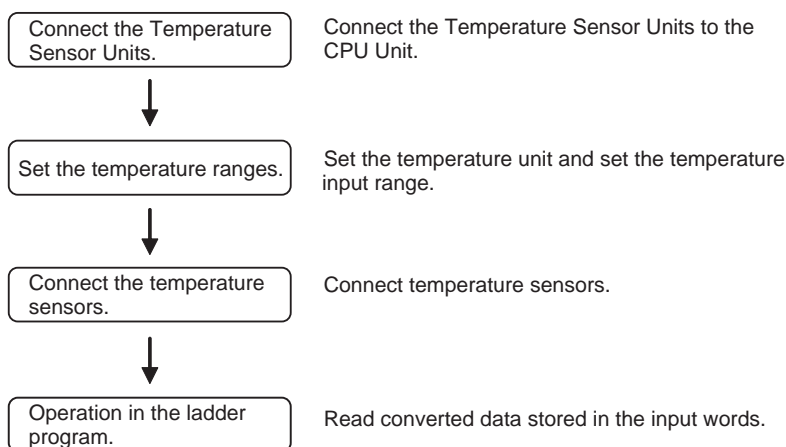 Connect the Temperature
Sensor Units.
Connect the Temperature Sensor Units to the
CPU Unit.
Set the temperature ranges.
Set the temperature unit and set the temperature
input range.
Connect the temperature
sensors.
Connect temperature sensors.
Operation in the ladder
program.
Read converted data stored in the input words.